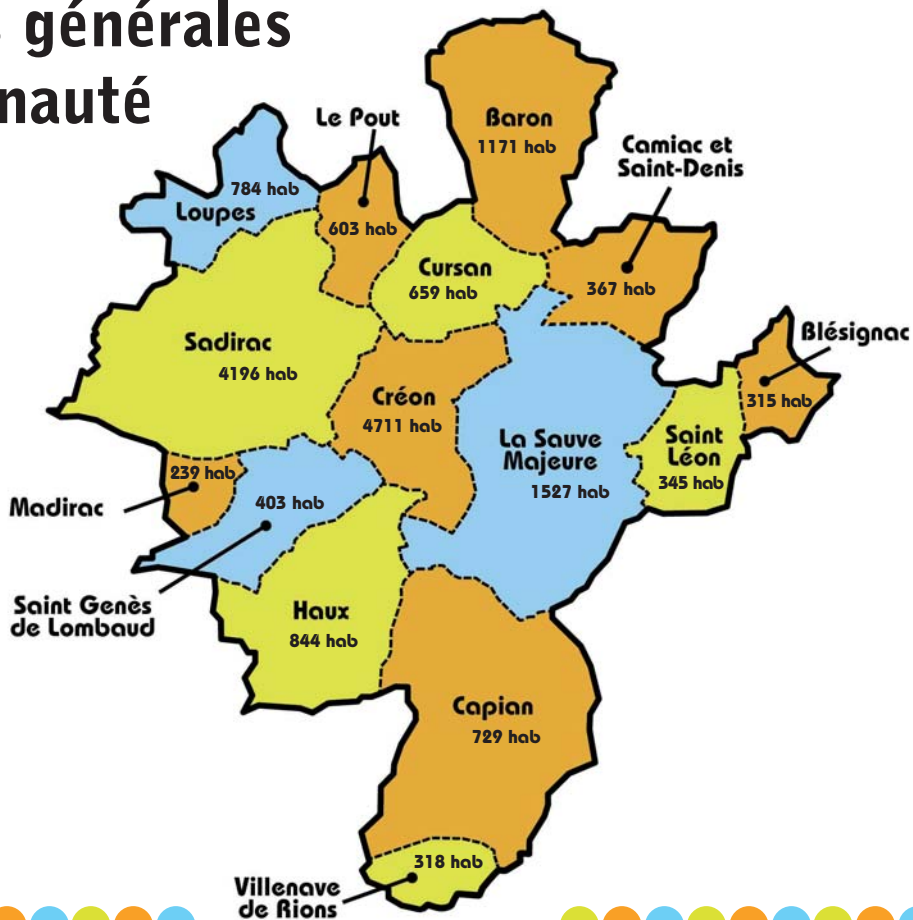 générales
nauté
Le Pout
603 hab
Baron
1171 hab
Camiac et
Saint-Denis
367 hab
784 hab
Loupes
Cursan
659 hab
Sadirac
4196 hab
Blésignac
315 hab
Créon
4711 hab
La Sauve
Majeure
1527 hab
Saint
Léon
345 hab
239 hab
Madirac
403 hab
Saint Genès
de Lombaud
Haux
844 hab
Capian
729 hab
318 hab
Villenave
de Rions